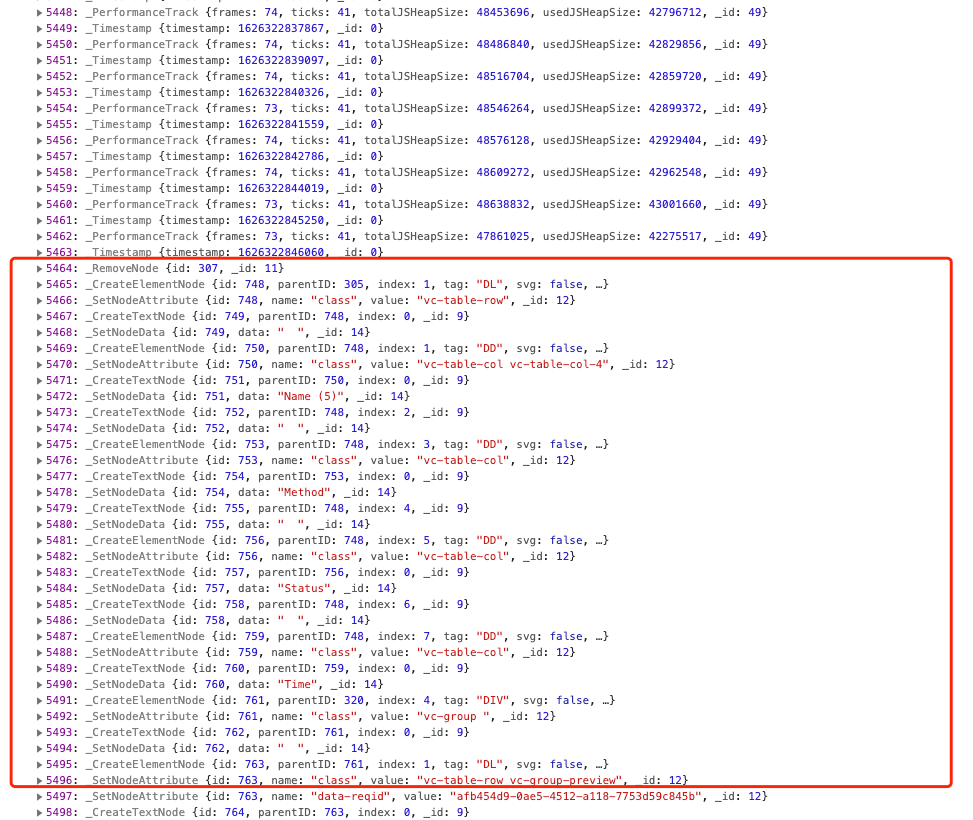 5448: _PerformanceTrack {frames: 74, ticks: 41, totalJSHeapSize: 48453696, usedJSHeapSize: 42796712, _id: 49}
5449: _Timestamp {timestamp: 1626322837867, _id: 0}
5450: _PerformanceTrack {frames: 74, ticks: 41, totalJSHeapSize: 48486840, usedJSHeapSize: 42829856, _id: 49}
5451: _Timestamp {timestamp: 1626322839097, _id: 0}
5452: _PerformanceTrack {frames: 74, ticks: 41, totalJSHeapSize: 48516704, usedJSHeapSize: 42859720, _id: 49}
5453: _Timestamp {timestamp: 1626322840326, _id: 0}
5454: _PerformanceTrack {frames: 73, ticks: 41, totalJSHeapSize: 48546264, usedJSHeapSize: 42899372, _id: 49}
5455: _Timestamp {timestamp: 1626322841559, _id: 0}
5456: _PerformanceTrack {frames: 74, ticks: 41, totalJSHeapSize: 48576128, usedJSHeapSize: 42929404, _id: 49}
5457: _Timestamp {timestamp: 1626322842786, _id: 0}
5458: _PerformanceTrack {frames: 74, ticks: 41, totalJSHeapSize: 48609272, usedJSHeapSize: 42962548, _id: 49}
5459: _Timestamp {timestamp: 1626322844019, _id: 0}
5460: _PerformanceTrack {frames: 73, ticks: 41, totalJSHeapSize: 48638832, usedJSHeapSize: 43001660, _id: 49}
5461: _Timestamp {timestamp: 1626322845250, _id: 0}
5462: _PerformanceTrack {frames: 73, ticks: 41, totalJSHeapSize: 47861025, usedJSHeapSize: 42275517, _id: 49}
5463: _Timestamp {timestamp: 1626322846060, _id: 0}
5464: _RemoveNode {id: 307, _id: 11}
5465: _CreateElementNode {id: 748, parentID: 305, index: 1, tag: "DL", svg: false, …}
5466: _SetNodeAttribute {id: 748, name: "class", value: "vc-table-row", _id: 12}
5467: _CreateTextNode {id: 749, parentID: 748, index: 0, _id: 9}
5468: _SetNodeData {id: 749, data: "  ", _id: 14}
5469: _CreateElementNode {id: 750, parentID: 748, index: 1, tag: "DD", svg: false, …}
5470: _SetNodeAttribute {id: 750, name: "class", value: "vc-table-col vc-table-col-4", _id: 12}
5471: _CreateTextNode {id: 751, parentID: 750, index: 0, _id: 9}
5472: _SetNodeData {id: 751, data: "Name (5)", _id: 14}
5473: _CreateTextNode {id: 752, parentID: 748, index: 2, _id: 9}
5474: _SetNodeData {id: 752, data: "  ", _id: 14}
5475: _CreateElementNode {id: 753, parentID: 748, index: 3, tag: "DD", svg: false, …}
5476: _SetNodeAttribute {id: 753, name: "class", value: "vc-table-col", _id: 12}
5477: _CreateTextNode {id: 754, parentID: 753, index: 0, _id: 9}
5478: _SetNodeData {id: 754, data: "Method", _id: 14}
5479: _CreateTextNode {id: 755, parentID: 748, index: 4, _id: 9}
5480: _SetNodeData {id: 755, data: "  ", _id: 14}
5481: _CreateElementNode {id: 756, parentID: 748, index: 5, tag: "DD", svg: false, …}
5482: _SetNodeAttribute {id: 756, name: "class", value: "vc-table-col", _id: 12}
5483: _CreateTextNode {id: 757, parentID: 756, index: 0, _id: 9}
5484: _SetNodeData {id: 757, data: "Status", _id: 14}
5485: _CreateTextNode {id: 758, parentID: 748, index: 6, _id: 9}
5486: _SetNodeData {id: 758, data: "  ", _id: 14}
5487: _CreateElementNode {id: 759, parentID: 748, index: 7, tag: "DD", svg: false, …}
5488: _SetNodeAttribute {id: 759, name: "class", value: "vc-table-col", _id: 12}
5489: _CreateTextNode {id: 760, parentID: 759, index: 0, _id: 9}
5490: _SetNodeData {id: 760, data: "Time", _id: 14}
5491: _CreateElementNode {id: 761, parentID: 320, index: 4, tag: "DIV", svg: false, …}
5492: _SetNodeAttribute {id: 761, name: "class", value: "vc-group ", _id: 12}
5493: _CreateTextNode {id: 762, parentID: 761, index: 0, _id: 9}
5494: _SetNodeData {id: 762, data: "  ", _id: 14}
5495: _CreateElementNode {id: 763, parentID: 761, index: 1, tag: "DL", svg: false, …}
5496: _SetNodeAttribute {id: 763, name: "class", value: "vc-table-row vc-group-preview", _id: 12}
5497: _SetNodeAttribute {id: 763, name: "data-reqid", value: "afb454d9-0ae5-4512-a118-7753d59c845b", _id: 12}
5498: _CreateTextNode {id: 764, parentID: 763, index: 0, _id: 9}